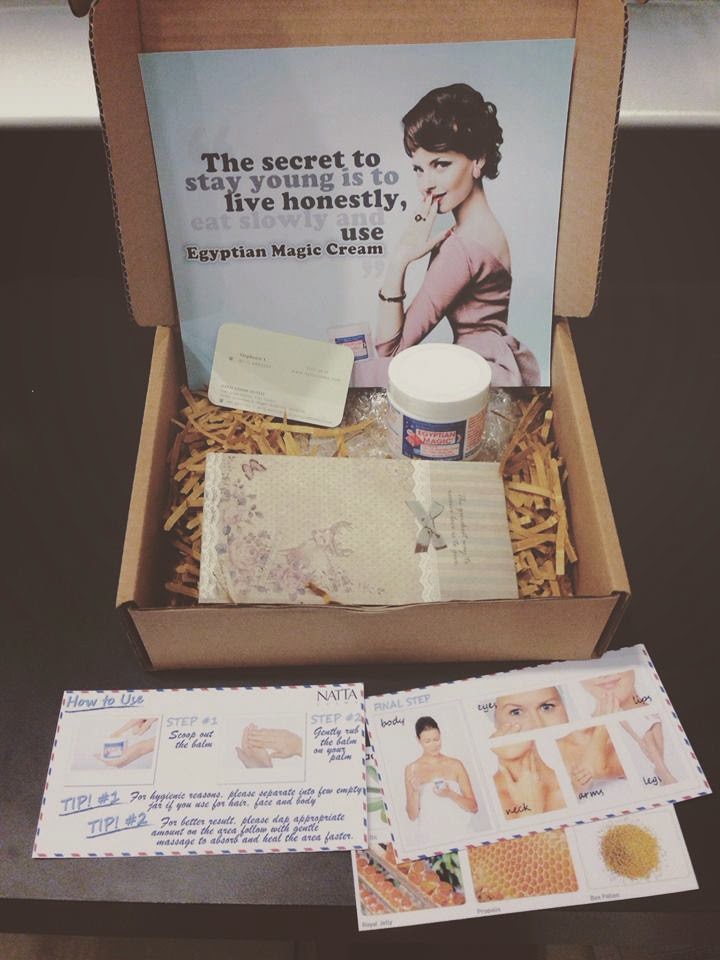 The secret to
stay young is to
live honestly,
eat slowly and
use
Egyptian Magic Cream
Stephanie
EGYPTIAN
MAGIC
How to Use
NATTA
STEP #1
Scoop out
the balm
STEP #2
Gently rub
the balm
on your
palm
TIP! #1 For hygienic reasons, please separate into few empty
jar if you use for hair, face and body
TIP! #2 For better result, please dap appropriate
amount on the area follow with gentle
massage to absorb and heal the area faster.
FINAL STEP
body
eyes
lips
neck
arms
leg
Royal Jelly
Propolis
Bee Pollen